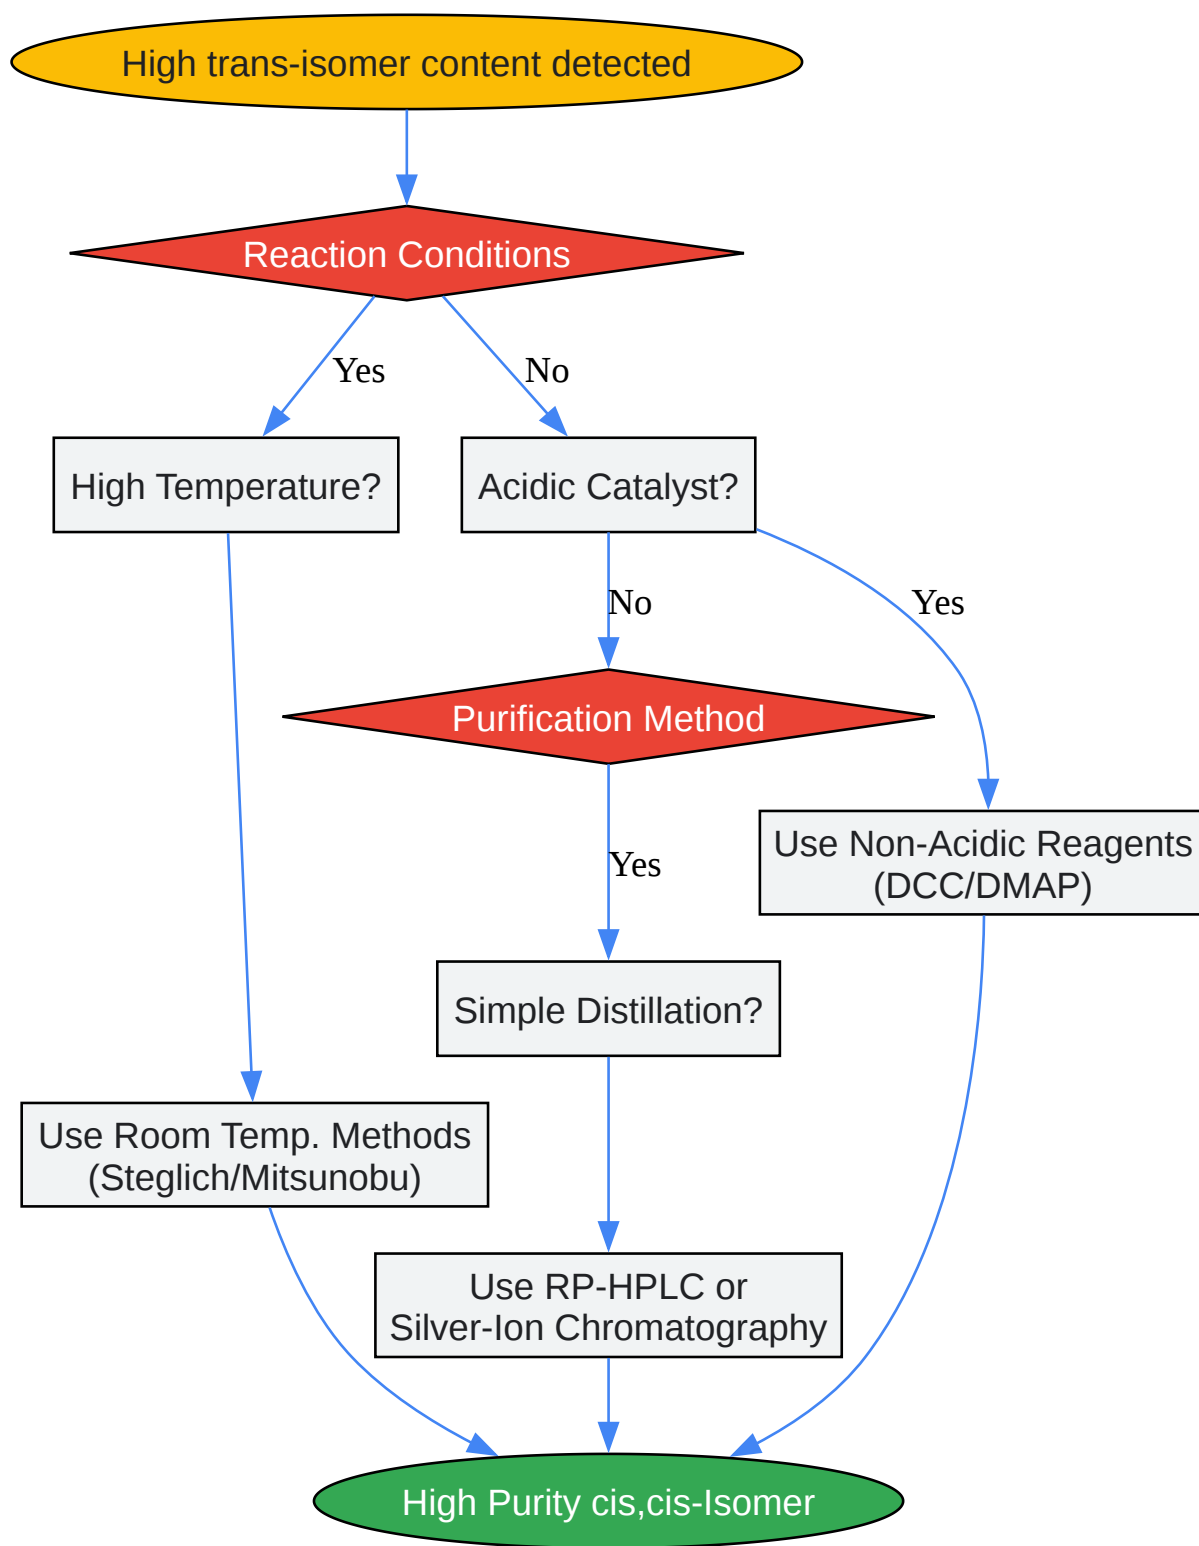 High trans-isomer content detected
Reaction Conditions
Yes
No
High Temperature?
Acidic Catalyst?
No
Yes
Purification Method
Use Non-Acidic Reagents
(DCC/DMAP)
Yes
Simple Distillation?
Use Room Temp. Methods
(Steglich/Mitsunobu)
Use RP-HPLC or
Silver-Ion Chromatography
High Purity cis,cis-Isomer